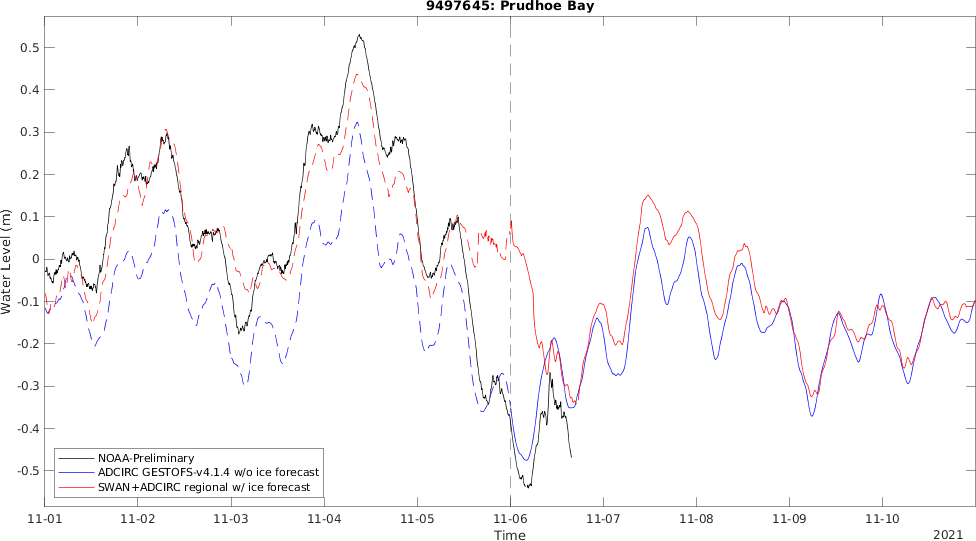 9497645: Prudhoe Bay
0.5
0.4
0.3
0.2
0.1
0
-0.1
-0.2
-0.3
-0.4
-0.5
Water Level (m)
NOAA-Preliminary
ADCIRC GESTOFS-v4.1.4 w/o ice forecast
SWAN+ADCIRC regional w/ ice forecast
11-01 11-02 11-03 11-04 11-05 11-06 11-07 11-08 11-09 11-10
Time
2021